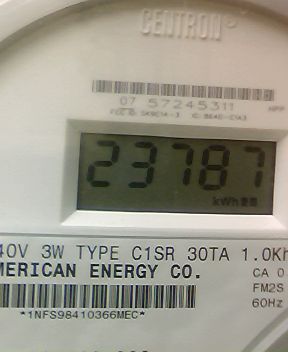 CENTRON®
07 57245311
23787
kWh
40V 3W TYPE C1SR 30TA 1.0Kh
MERICAN ENERGY CO.
CA 0
FM2S
60Hz
*1NFS98410366MEC*